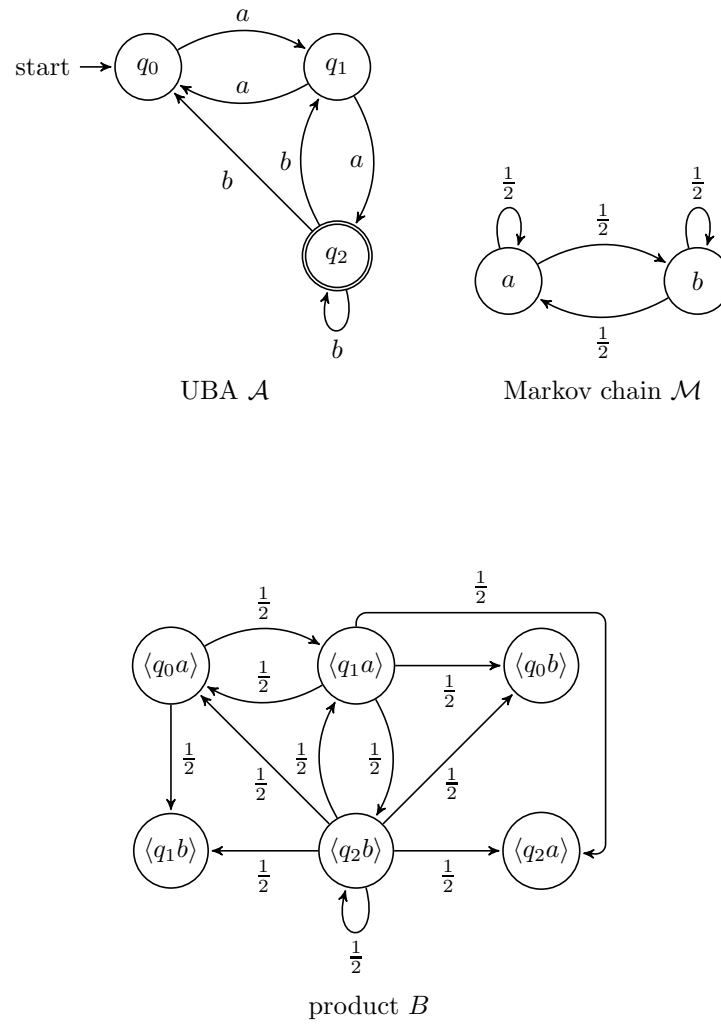 a
start q₀ q₁
a
b b a
q₂
b
1/2 1/2 1/2
a b
1/2
UBA 𝒜 Markov chain ℳ
1/2 1/2
⟨q₀a⟩ ⟨q₁a⟩ ⟨q₀b⟩
1/2 1/2
1/2 1/2 1/2 1/2 1/2
⟨q₁b⟩ ⟨q₂b⟩ ⟨q₂a⟩
1/2 1/2
1/2
product B